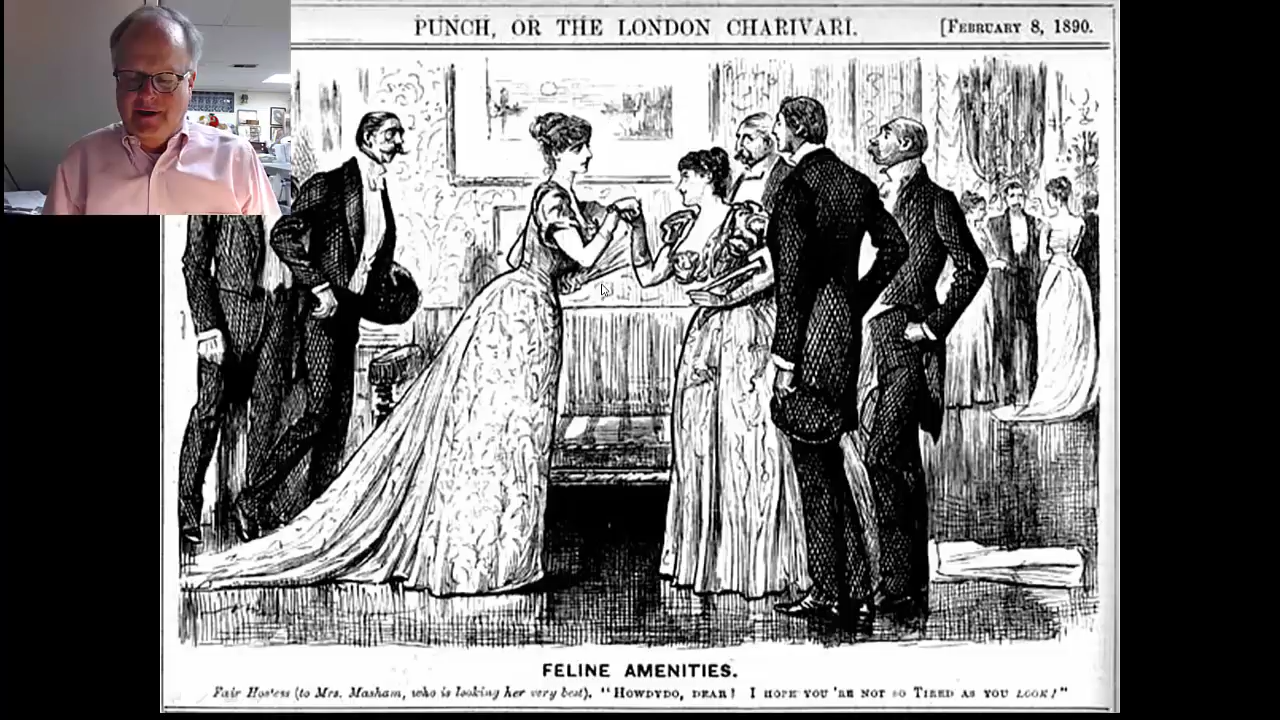 PUNCH, OR THE LONDON CHARIVARI. [FEBRUARY 8, 1890.
FELINE AMENITIES.
Fair Hostess (to Mrs. Masham, who is looking her very best). "HOWDYDO, DEAR! I HOPE YOU'RE NOT SO TIRED AS YOU LOOK!"